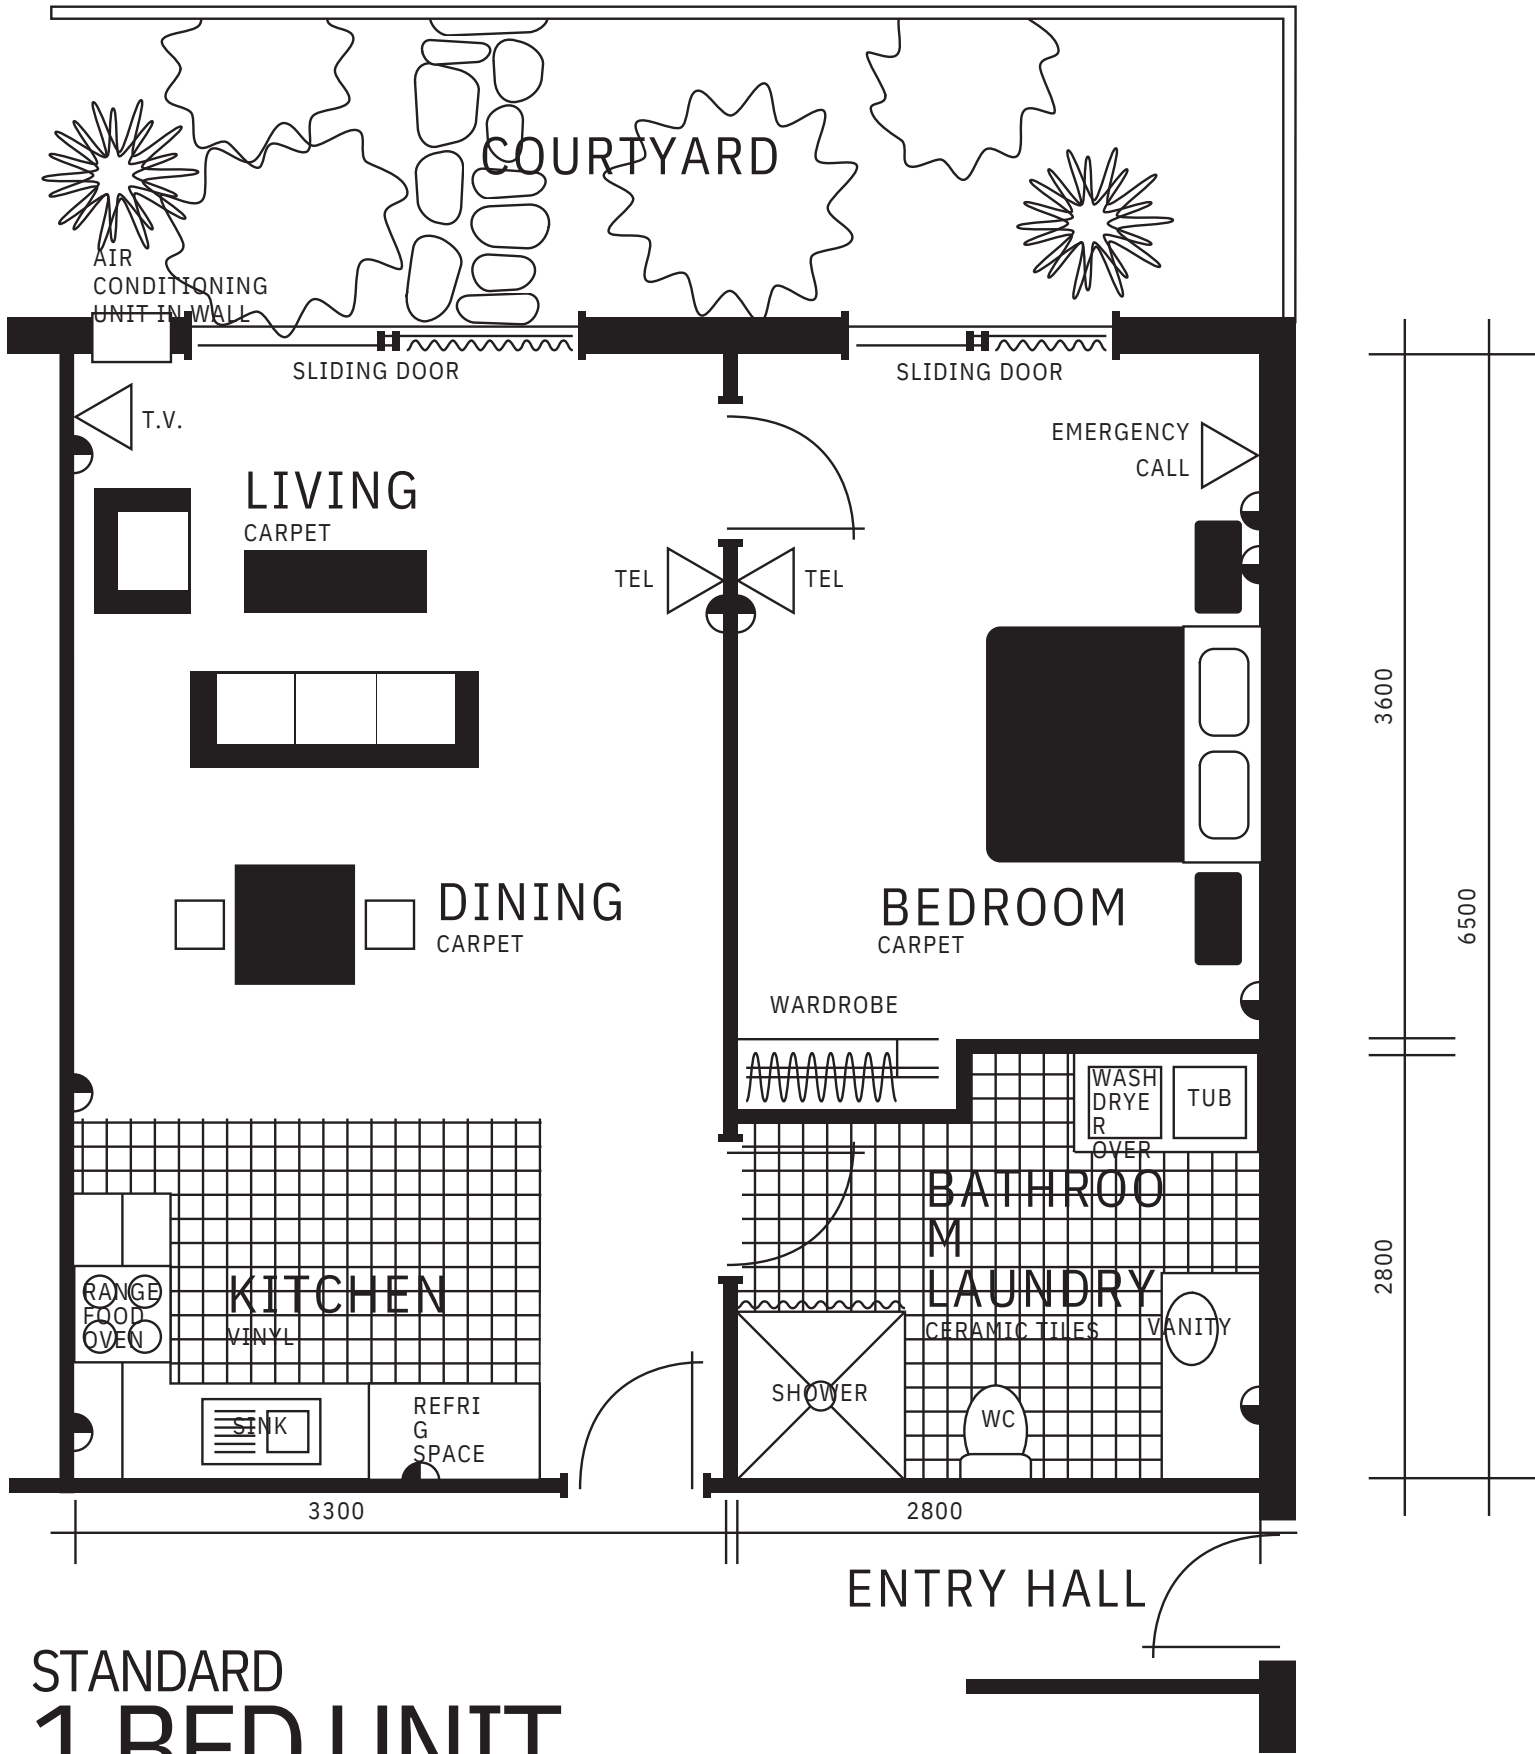 COURTYARD
AIR
CONDITIONING
UNIT IN WALL
SLIDING DOOR
SLIDING DOOR
T.V.
EMERGENCY
CALL
LIVING
CARPET
TEL
TEL
3600
DINING
CARPET
BEDROOM
CARPET
6500
WARDROBE
WASH
DRYE
R
OVER
TUB
BATHROO
M
LAUNDRY
CERAMIC TILES
2800
KITCHEN
VINYL
RANGE
FOOD
OVEN
VANITY
SHOWER
WC
SINK
REFRI
G
SPACE
3300
2800
ENTRY HALL
STANDARD
1 BED UNIT